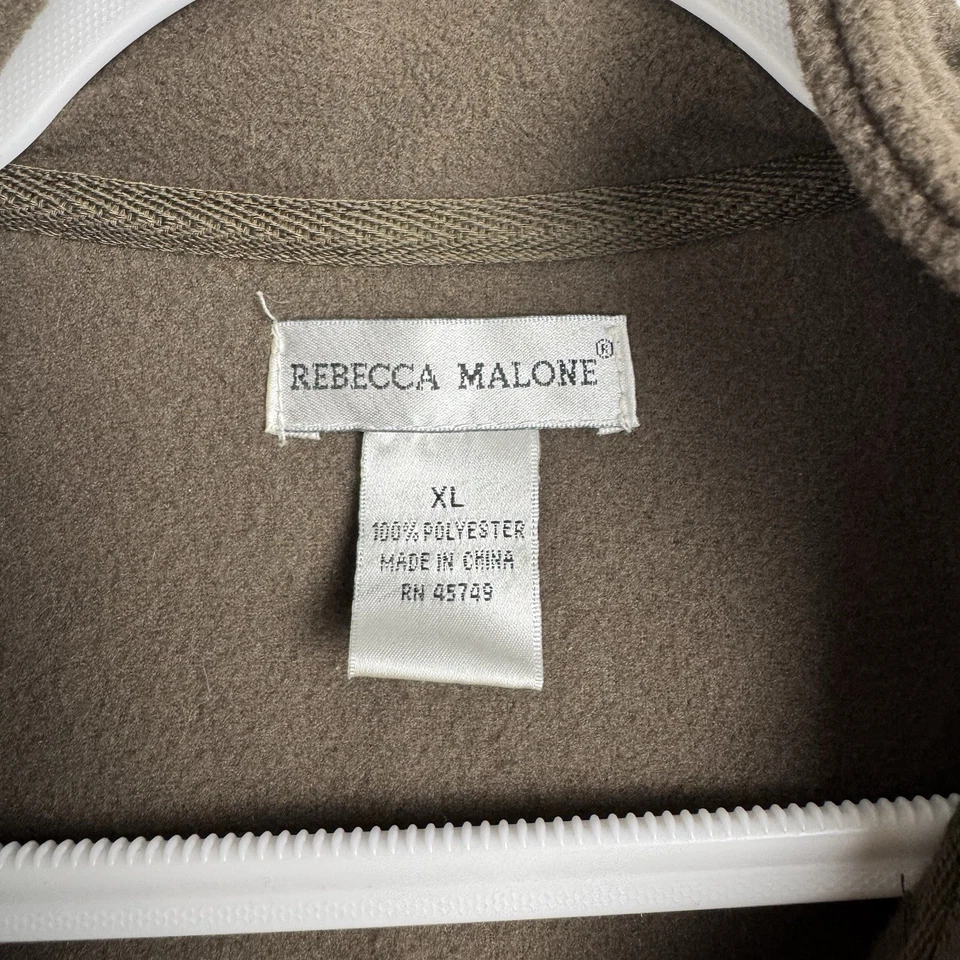 REBECCA MALONE®
XL
100% POLYESTER
MADE IN CHINA
RN 45749